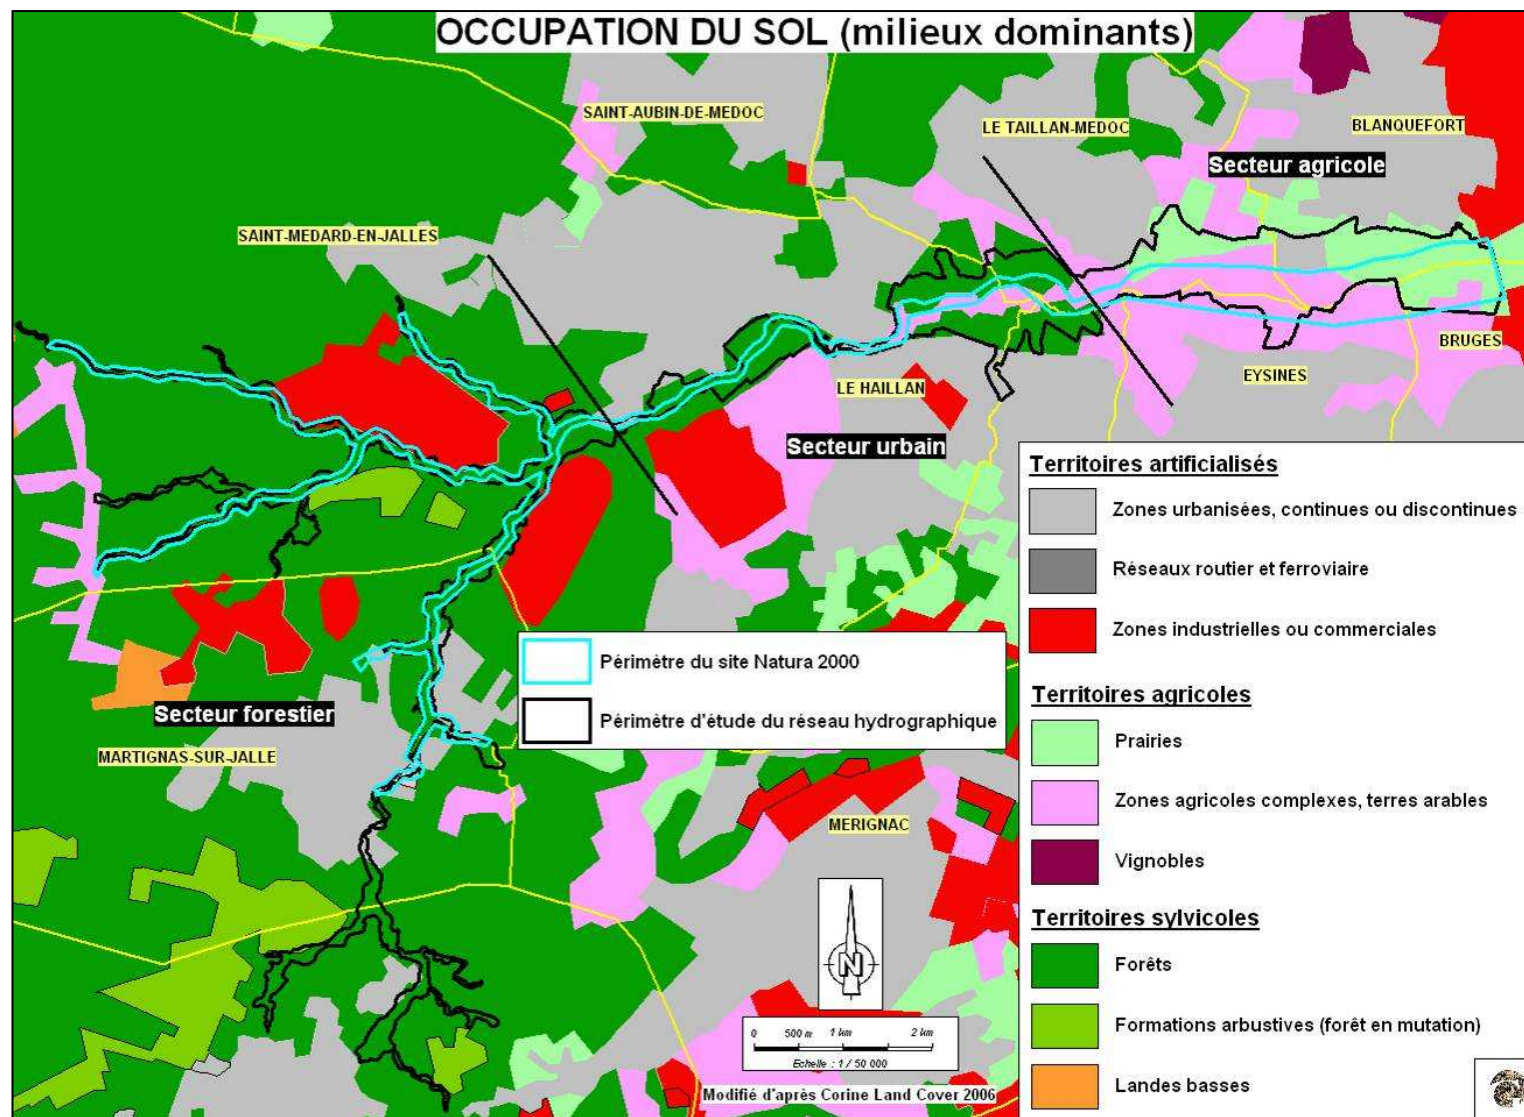 OCCUPATION DU SOL (milieux dominants)
SAINT-AUBIN-DE-MEDOC
LE TAILLAN-MEDOC
BLANQUEFORT
Secteur agricole
SAINT-MEDARD-EN-JALLES
BRUGES
EYSINES
LE HAILLAN
Secteur urbain
Territoires artificialisés
Zones urbanisées, continues ou discontinues
Réseaux routier et ferroviaire
Zones industrielles ou commerciales
Périmètre du site Natura 2000
Périmètre d'étude du réseau hydrographique
Territoires agricoles
Prairies
Zones agricoles complexes, terres arables
Vignobles
Secteur forestier
MARTIGNAS-SUR-JALLE
MERIGNAC
Territoires sylvicoles
Forêts
Formations arbustives (forêt en mutation)
Landes basses
N
0 500 m 1 km 2 km
Echelle : 1 / 50 000
Modifié d'après Corine Land Cover 2006